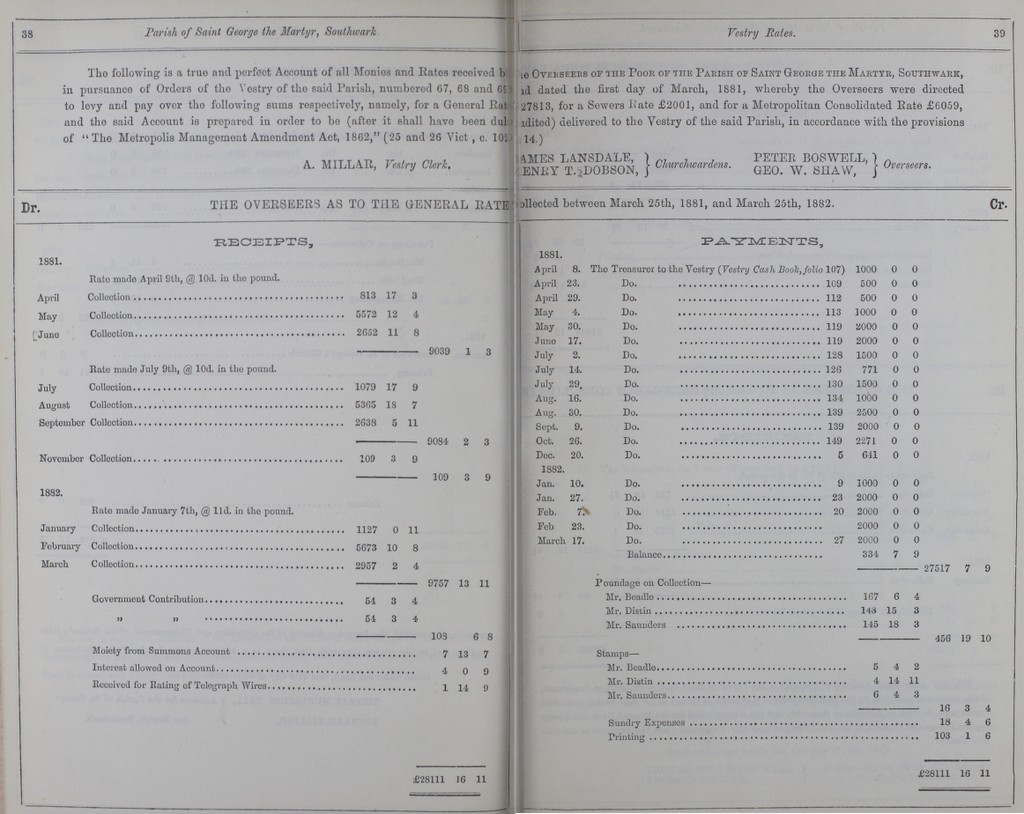 38
Parish of Saint George the Martyr, Southwark
The following is a true and perfect Account of all Monies and Rates received b
in pursuance of Orders of the Vestry of the said Parish, numbered 67, 68 and 69
to levy and pay over the following sums respectively, namely, for a General Rat
and the said Account is prepared in order to be (after it shall have been dul
of "The Metropolis Management Amendment Act, 1862," (25 and 26 Vict, c. 102
A. MILLAR, Vestry Clerk.
Dr.
THE OVERSEERS AS TO THE GENERAL RATE
RECEIPTS,
1881.
Rate made April 9th, @ 10d. in the pound.
April Collection 813 17 3
May Collection 5572 12 4
June Collection 2652 11 8
9039 1 3
Rate made July 9th, @ 10d. in the pound.
July Collection 1079 17 9
August Collection 5365 18 7
September Collection 2638 5 11
9084 2 3
November Collection 109 3 9
109 3 9
1882.
Rate made January 7th, @ 11d. in the pound.
January Collection 1127 0 11
February Collection 5673 10 8
March Collection 2957 2 4
9757 13 11
Government Contribution 54 3 4
" " 54 3 4
108 6 8
Moiety from Summons Account 7 13 7
Interest allowed on Account 4 0 9
Received for Rating of Telegraph Wires 1 14 9
£28111 16 11
Vestry Rates.
39
he OVERSEERS OF THE POOR OF THE PARISH OF SAINT GEORGE THE MARTYR, SOUTHWARK,
nd dated the first day of March, 1881, whereby the Overseers were directed
27813, for a Sewers Rate £2001, and for a Metropolitan Consolidated Rate £6059,
udited) delivered to the Vestry of the said Parish, in accordance with the provisions
14.)
AMES LANSDALE,
ENRY T. DOBSON,
} Churchwardens.
PETER BOSWELL,
GEO. W. SHAW,
} Overseers.
ollected between March 25th, 1881, and March 25th, 1882.
Cr.
PAYMENTS,
1881.
April 8. The Treasurer to the Vestry (Vestry Cash Book, folio 107) 1000 0 0
April 23. Do. 109 500 0 0
April 29. Do. 112 500 0 0
May 4. Do. 113 1000 0 0
May 30. Do. 119 2000 0 0
June 17. Do. 119 2000 0 0
July 2. Do. 128 1500 0 0
July 14. Do. 126 771 0 0
July 29. Do. 130 1500 0 0
Aug. 16. Do. 134 1000 0 0
Aug. 30. Do. 139 2500 0 0
Sept. 9. Do. 139 2000 0 0
Oct. 26. Do. 149 2271 0 0
Dec. 20. Do. 5 641 0 0
1882.
Jan. 10. Do. 9 1000 0 0
Jan. 27. Do. 23 2000 0 0
Feb. 7. Do. 20 2000 0 0
Feb 23. Do. 2000 0 0
March 17. Do. 27 2000 0 0
Balance 334 7 9
27517 7 9
Poundage on Collection—
Mr. Beadle 167 6 4
Mr. Distin 143 15 3
Mr. Saunders 145 18 3
456 19 10
Stamps—
Mr. Beadle 5 4 2
Mr. Distin 4 14 11
Mr. Saunders 6 4 3
16 3 4
Sundry Expenses 18 4 6
Printing 103 1 6
£28111 16 11